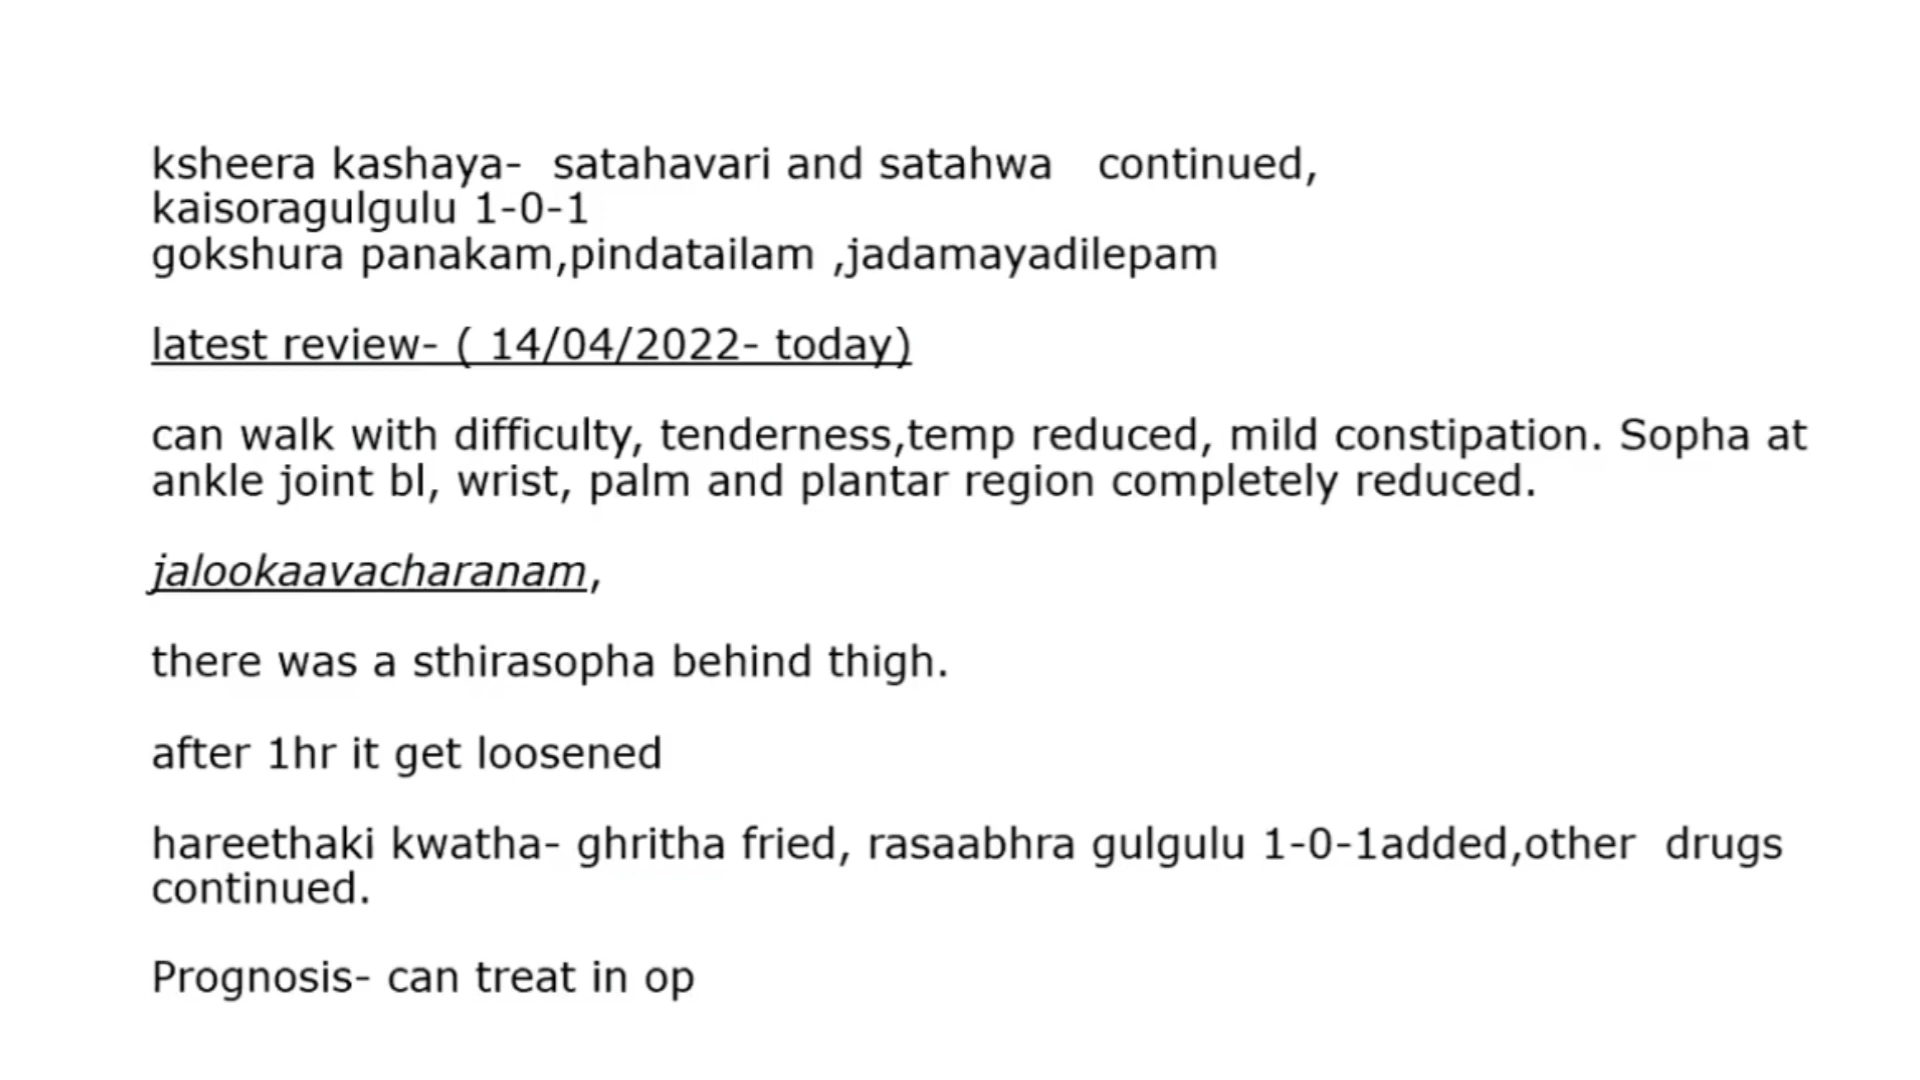 ksheera kashaya-  satahavari and satahwa   continued,
kaisoragulgulu 1-0-1
gokshura panakam,pindatailam ,jadamayadilepam
latest review- ( 14/04/2022- today)
can walk with difficulty, tenderness,temp reduced, mild constipation. Sopha at
ankle joint bl, wrist, palm and plantar region completely reduced.
jalookaavacharanam,
there was a sthirasopha behind thigh.
after 1hr it get loosened
hareethaki kwatha- ghritha fried, rasaabhra gulgulu 1-0-1added,other  drugs
continued.
Prognosis- can treat in op